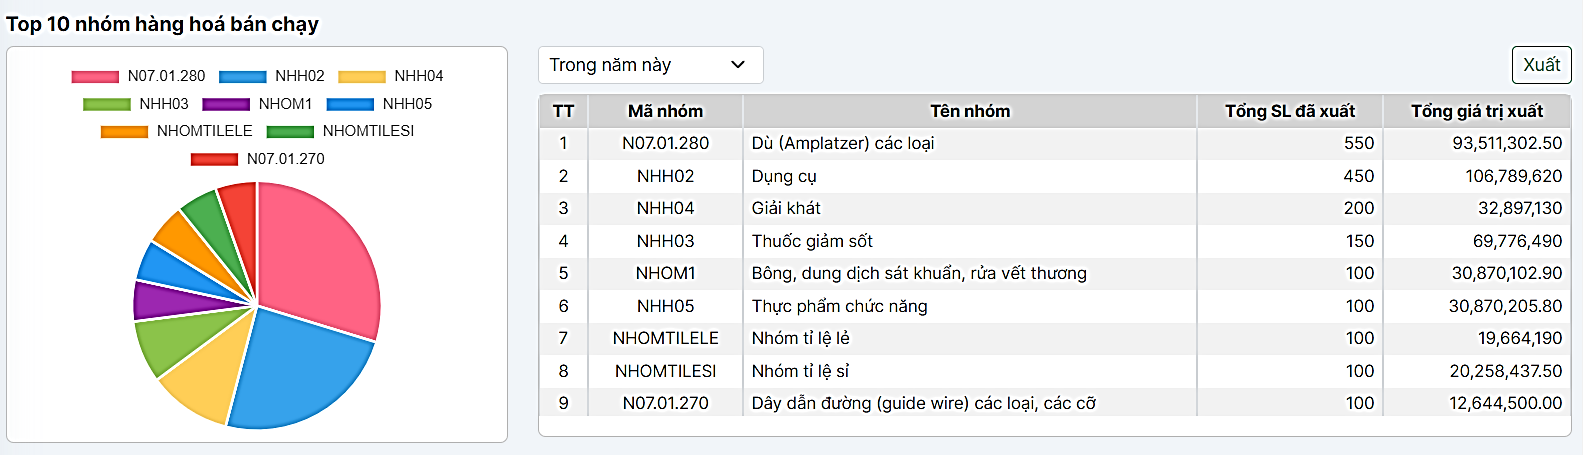 Top 10 nhóm hàng hoá bán chạy
N07.01.280 NHH02 NHH04
NHH03 NHOM1 NHH05
NHOMTILELE NHOMTILESI
N07.01.270
Trong năm này
Xuất
TT Mã nhóm Tên nhóm Tổng SL đã xuất Tổng giá trị xuất
1 N07.01.280 Dù (Amplatzer) các loại 550 93,511,302.50
2 NHH02 Dụng cụ 450 106,789,620
3 NHH04 Giải khát 200 32,897,130
4 NHH03 Thuốc giảm sốt 150 69,776,490
5 NHOM1 Bông, dung dịch sát khuẩn, rửa vết thương 100 30,870,102.90
6 NHH05 Thực phẩm chức năng 100 30,870,205.80
7 NHOMTILELE Nhóm tỉ lệ lẻ 100 19,664,190
8 NHOMTILESI Nhóm tỉ lệ sỉ 100 20,258,437.50
9 N07.01.270 Dây dẫn đường (guide wire) các loại, các cỡ 100 12,644,500.00